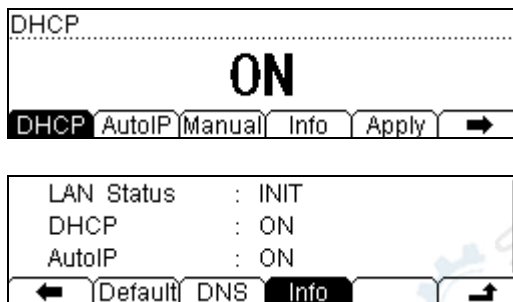 DHCP
ON
DHCP AutoIP Manual Info Apply
LAN Status : INIT
DHCP : ON
AutoIP : ON
Default DNS Info